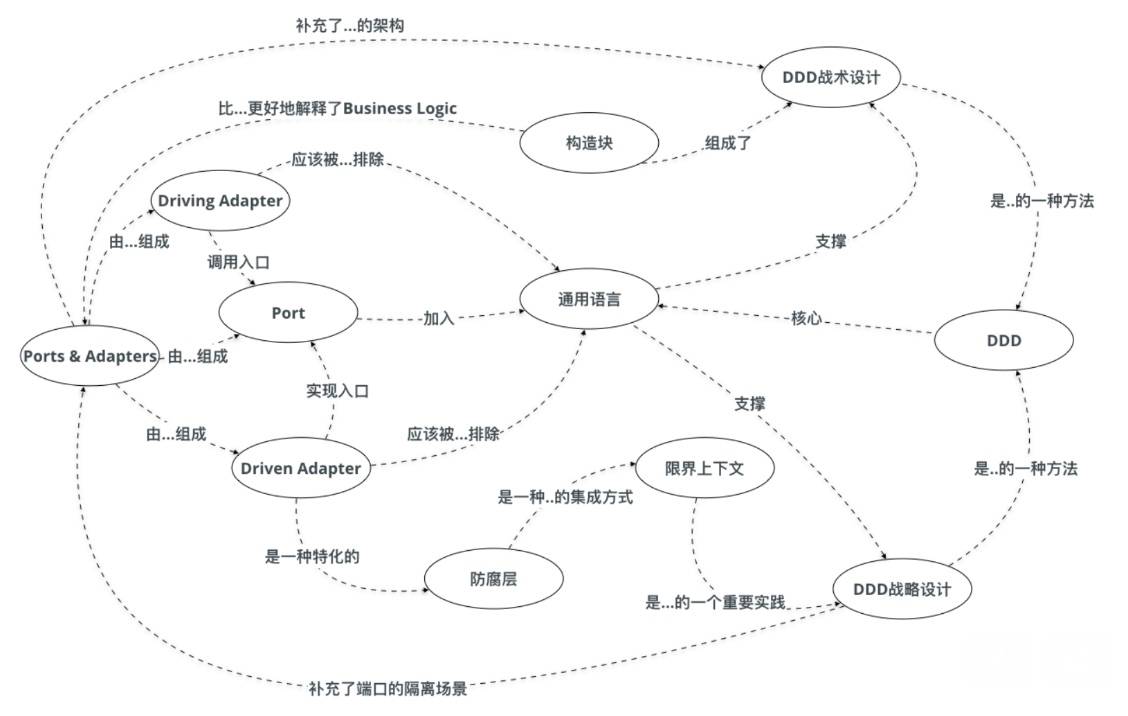 补充了...的架构
DDD战术设计
比...更好地解释了Business Logic
构造块
组成了
应该被...排除
Driving Adapter
是..的一种方法
由...组成
支撑
调用入口
通用语言
Port
加入
核心
DDD
Ports & Adapters
由...组成
实现入口
支撑
由...组成
应该被...排除
Driven Adapter
限界上下文
是..的一种方法
是一种..的集成方式
是一种特化的
防腐层
DDD战略设计
是...的一个重要实践
补充了端口的隔离场景